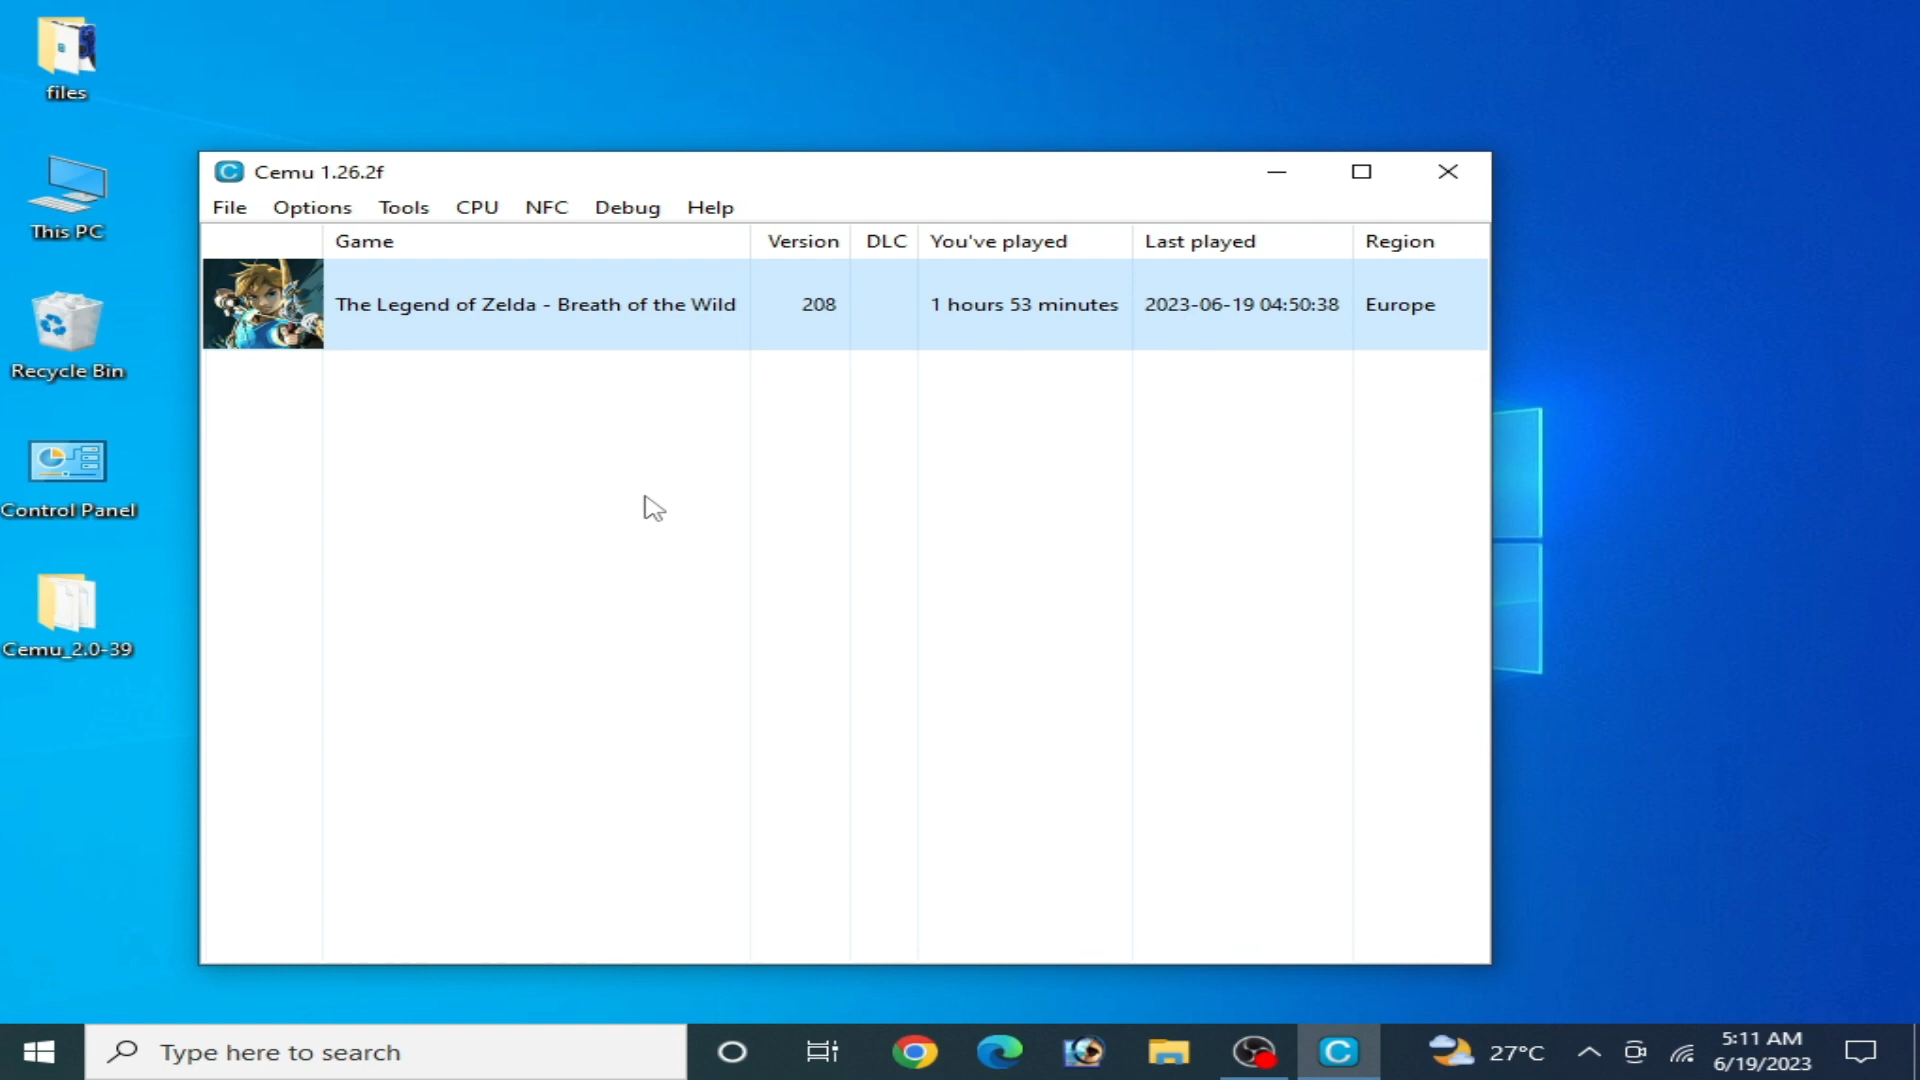 files
This PC
Recycle Bin
Control Panel
Cemu_2.0-39
Cemu 1.26.2f
File Options Tools CPU NFC Debug Help
Game Version DLC You've played Last played Region
The Legend of Zelda - Breath of the Wild 208 1 hours 53 minutes 2023-06-19 04:50:38 Europe
Type here to search
27°C
5:11 AM
6/19/2023